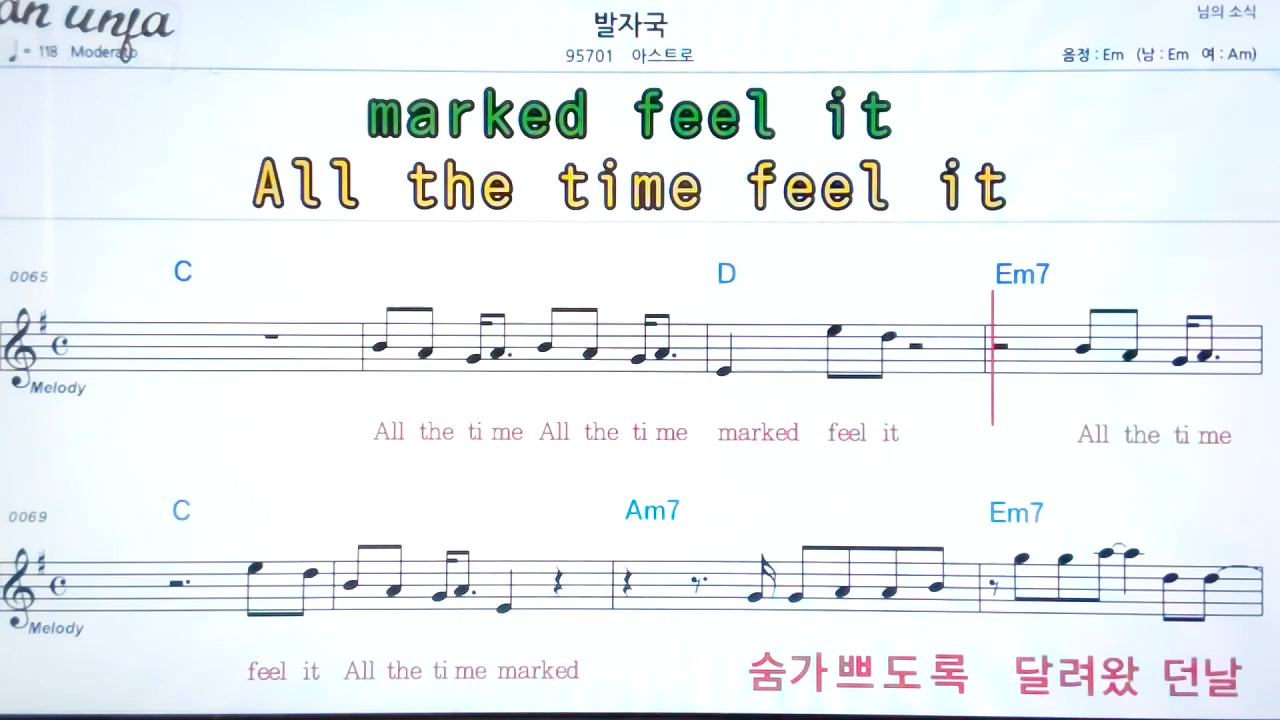 an unfa
발자국
님의 소식
♩= 118 Moderato
95701 아스트로
음정 : Em (남 : Em 여 : Am)
marked feel it
All the time feel it
0065
C D Em7
Melody
All the ti me All the ti me marked feel it All the ti me
0069
C Am7 Em7
Melody
feel it All the ti me marked 숨가쁘도록 달려왔 던날